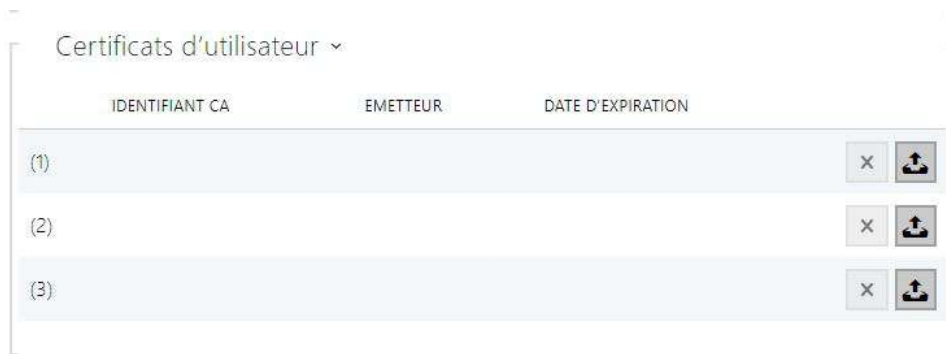 Certificats d'utilisateur
IDENTIFIANT CA EMETTEUR DATE D'EXPIRATION
(1)
(2)
(3)